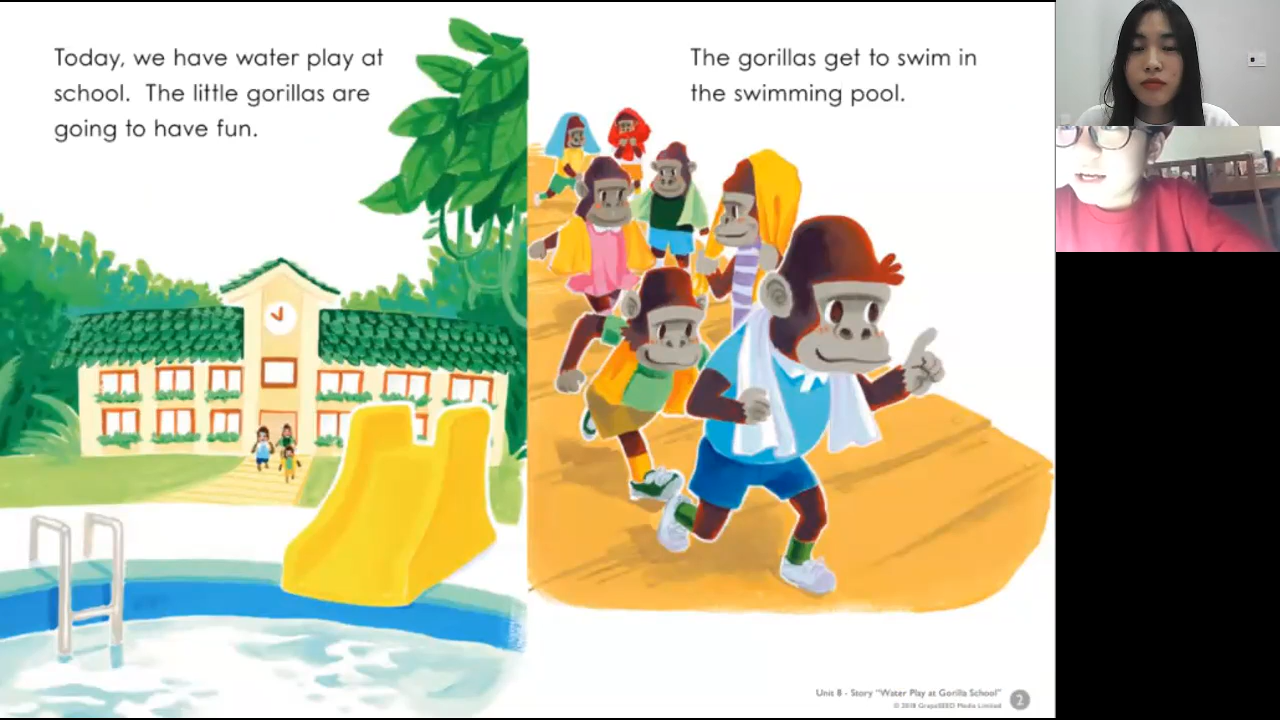 Today, we have water play at
school.  The little gorillas are
going to have fun.
The gorillas get to swim in
the swimming pool.
Unit 8 - Story "Water Play at Gorilla School"
© 2018 GrapeSEED Media Limited
2